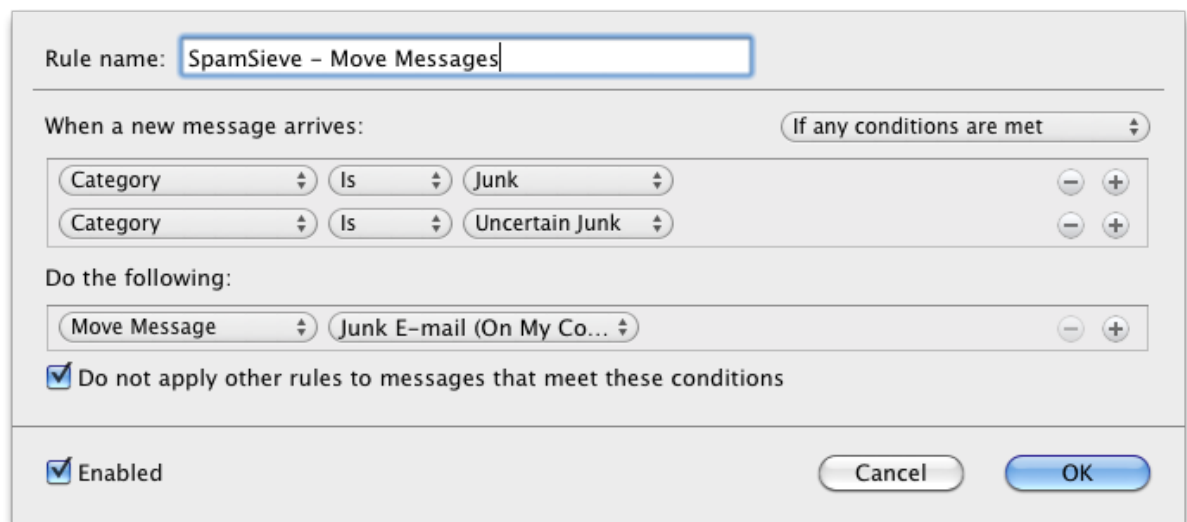 Rule name: SpamSieve – Move Messages
When a new message arrives: If any conditions are met
Category Is Junk
Category Is Uncertain Junk
Do the following:
Move Message Junk E-mail (On My Co...
Do not apply other rules to messages that meet these conditions
Enabled Cancel OK